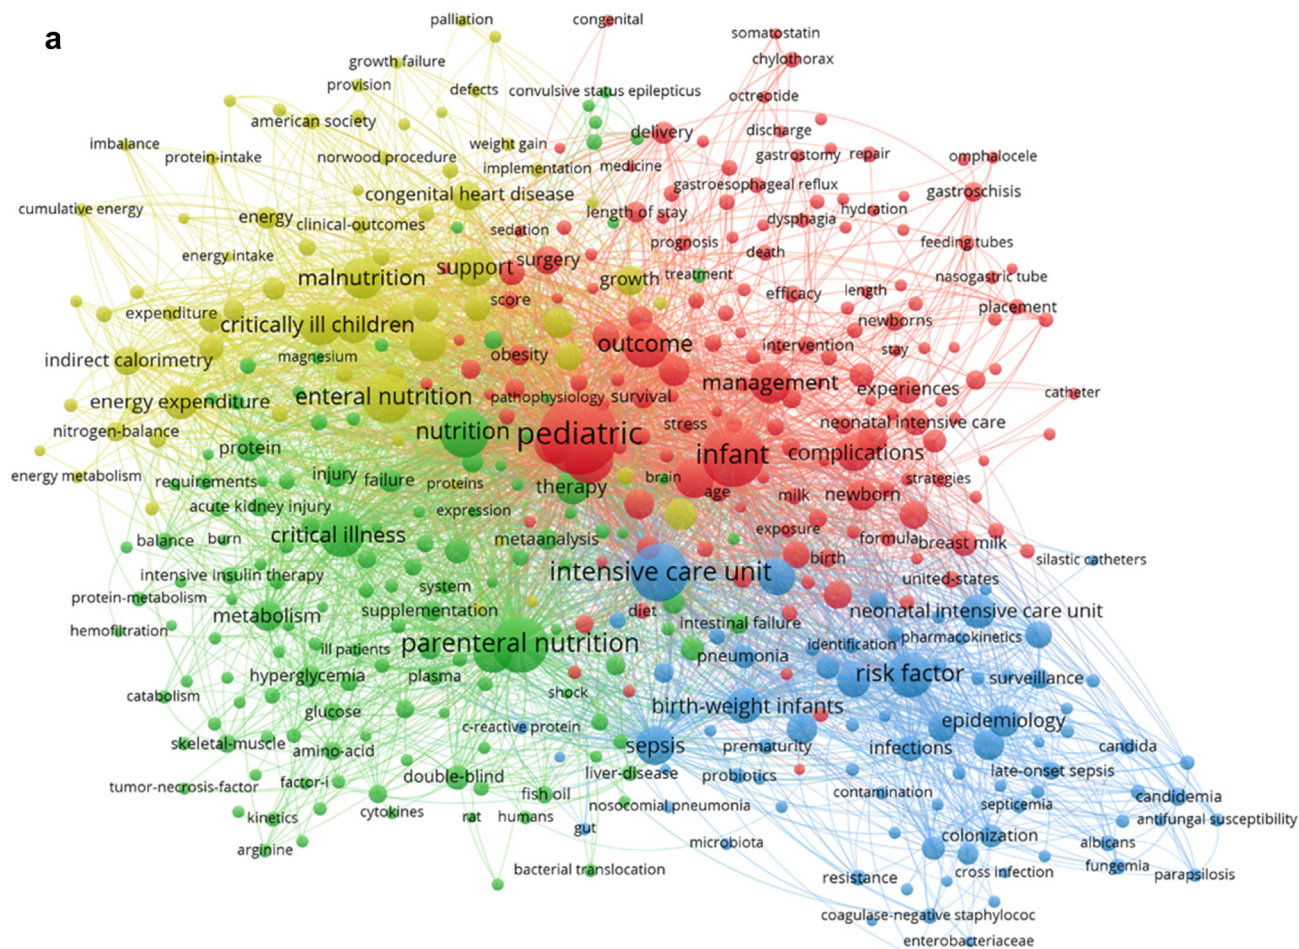 a
palliation
congenital
somatostatin
growth failure
chylothorax
provision
defects
convulsive status epilepticus
octreotide
american society
delivery
discharge
imbalance
protein-intake
norwood procedure
weight gain
implementation
medicine
gastrostomy
repair
omphalocele
congenital heart disease
gastroesophageal reflux
gastroschisis
cumulative energy
energy
clinical-outcomes
length of stay
dysphagia
hydration
sedation
prognosis
feeding tubes
energy intake
malnutrition
support
surgery
death
growth
treatment
nasogastric tube
expenditure
score
efficacy
length
placement
critically ill children
newborns
indirect calorimetry
magnesium
obesity
outcome
intervention
stay
energy expenditure
enteral nutrition
pathophysiology
survival
management
experiences
catheter
nitrogen-balance
nutrition
pediatric
stress
neonatal intensive care
protein
infant
complications
energy metabolism
requirements
injury
failure
proteins
therapy
brain
age
milk
newborn
strategies
acute kidney injury
expression
balance
burn
critical illness
metaanalysis
exposure
formula
breast milk
intensive insulin therapy
system
intensive care unit
birth
silastic catheters
united-states
protein-metabolism
metabolism
supplementation
diet
intestinal failure
neonatal intensive care unit
hemofiltration
ill patients
parenteral nutrition
identification
pharmacokinetics
pneumonia
hyperglycemia
plasma
risk factor
surveillance
catabolism
shock
birth-weight infants
glucose
c-reactive protein
epidemiology
skeletal-muscle
amino-acid
sepsis
prematurity
infections
candida
tumor-necrosis-factor
factor-i
double-blind
liver-disease
probiotics
late-onset sepsis
fish oil
contamination
candidemia
kinetics
cytokines
rat
humans
nosocomial pneumonia
septicemia
antifungal susceptibility
gut
colonization
arginine
microbiota
albicans
bacterial translocation
resistance
cross infection
fungemia
parapsilosis
coagulase-negative staphylococ
enterobacteriaceae